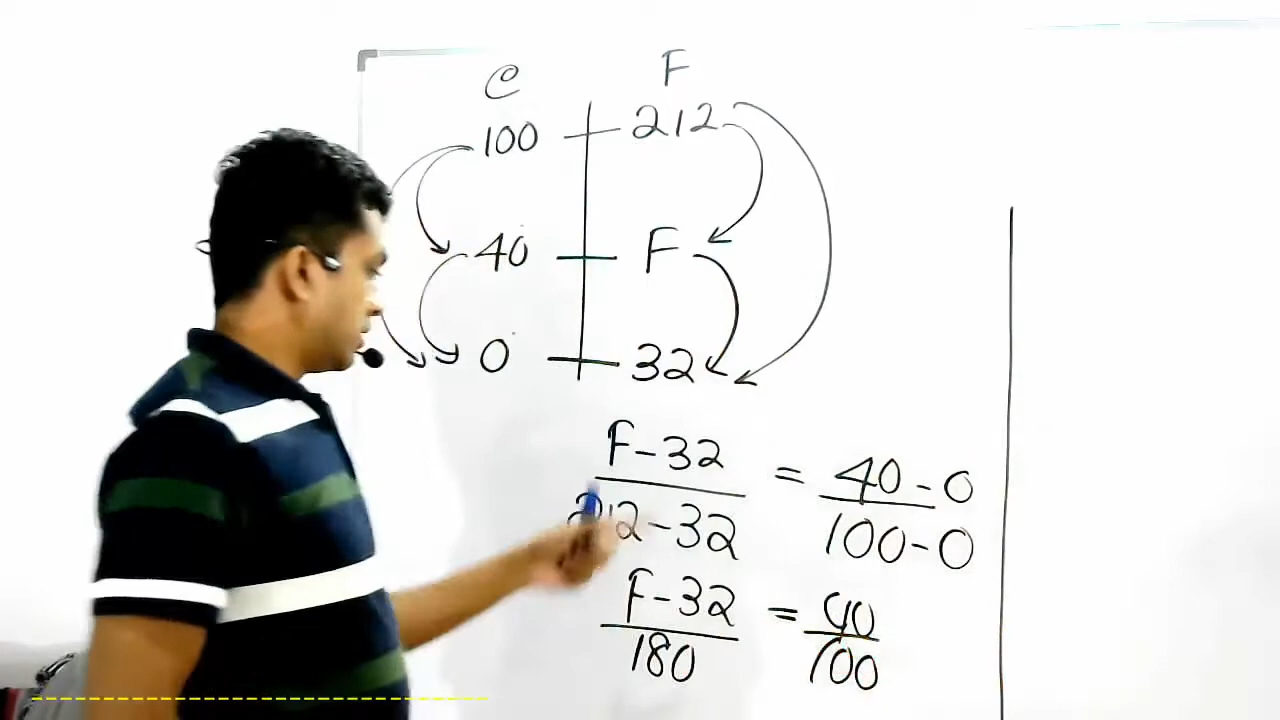 C F
100 212
40 F
0 32
F-32 = 40-0
212-32 100-0
F-32 = 40
180 100